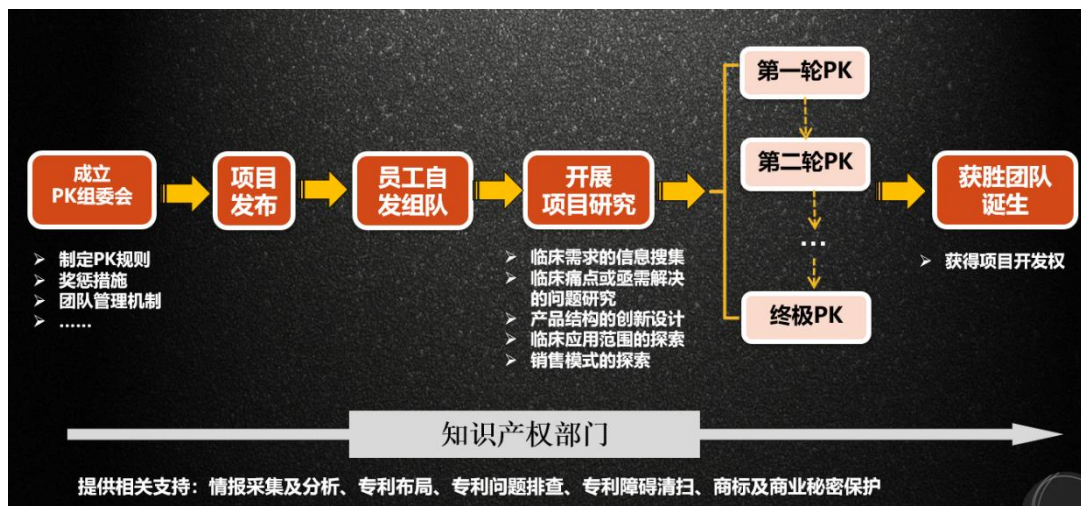 第一轮PK
成立
PK组委会
项目
发布
员工自
发组队
开展
项目研究
第二轮PK
获胜团队
诞生
➢ 制定PK规则
➢ 奖惩措施
➢ 团队管理机制
➢ ……
➢ 临床需求的信息搜集
➢ 临床痛点或亟需解决
的问题研究
➢ 产品结构的创新设计
➢ 临床应用范围的探索
➢ 销售模式的探索
...
终极PK
➢ 获得项目开发权
知识产权部门
提供相关支持：情报采集及分析、专利布局、专利问题排查、专利障碍清扫、商标及商业秘密保护